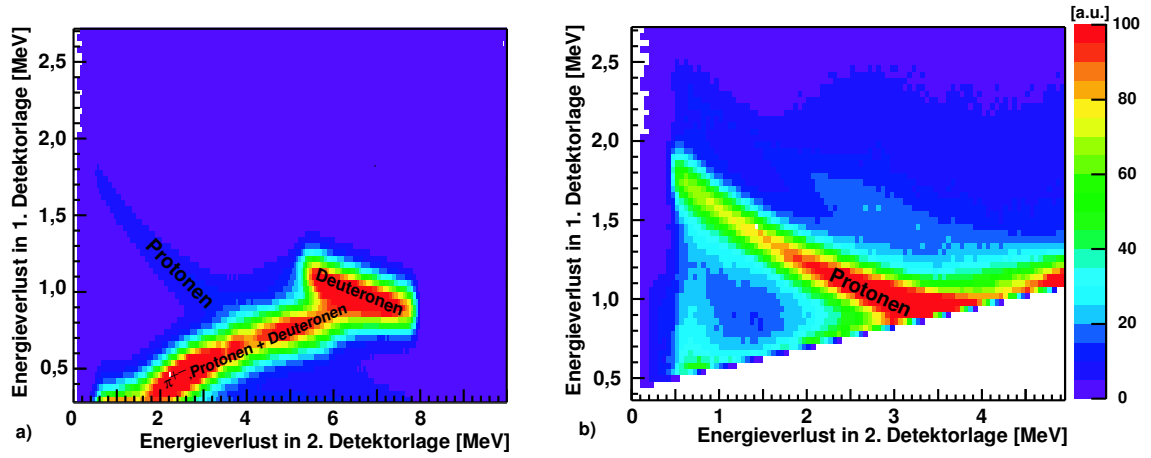 Energieverlust in 1. Detektorlage [MeV]
2,5
2,0
1,5
1,0
0,5
Protonen
Deuteronen
π⁻ Protonen + Deuteronen
0 2 4 6 8
a) Energieverlust in 2. Detektorlage [MeV]
Energieverlust in 1. Detektorlage [MeV]
2,5
2,0
1,5
1,0
0,5
Protonen
1 2 3 4
b) Energieverlust in 2. Detektorlage [MeV]
[a.u.]
100
80
60
40
20
0